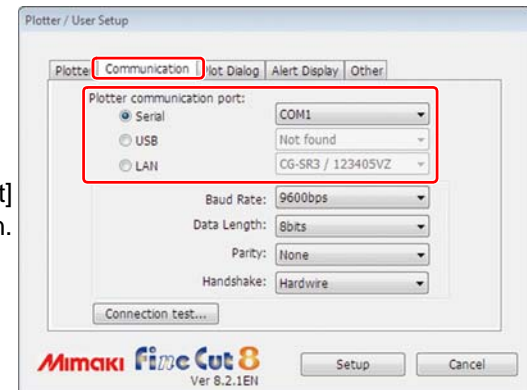 Plotter / User Setup
Plotte Communication Plot Dialog Alert Display Other
Plotter communication port:
Serial COM1
USB Not found
LAN CG-SR3 / 123405VZ
t]
Baud Rate: 9600bps
n.
Data Length: 8bits
Parity: None
Handshake: Hardwire
Connection test...
Mimaki Fine Cut 8
Ver 8.2.1EN
Setup Cancel